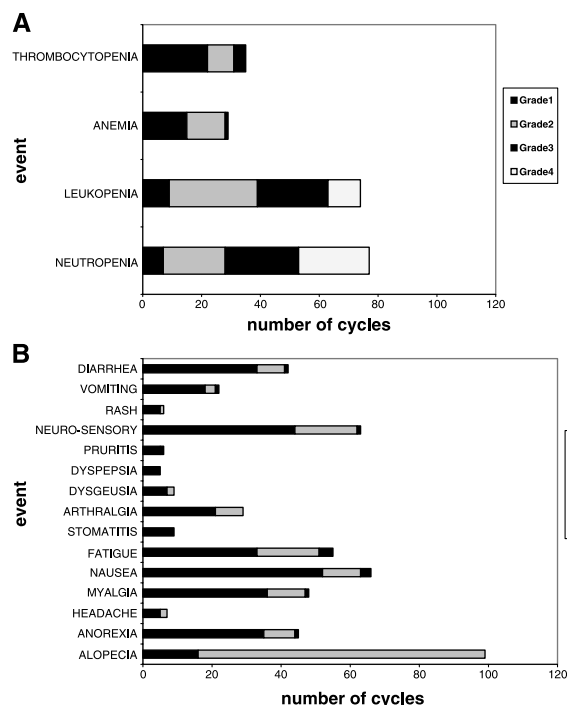 A
THROMBOCYTOPENIA
ANEMIA
LEUKOPENIA
NEUTROPENIA
event
0 20 40 60 80 100 120
number of cycles
Grade1
Grade2
Grade3
Grade4
B
DIARRHEA
VOMITING
RASH
NEURO-SENSORY
PRURITIS
DYSPEPSIA
DYSGEUSIA
ARTHRALGIA
STOMATITIS
FATIGUE
NAUSEA
MYALGIA
HEADACHE
ANOREXIA
ALOPECIA
event
0 20 40 60 80 100 120
number of cycles